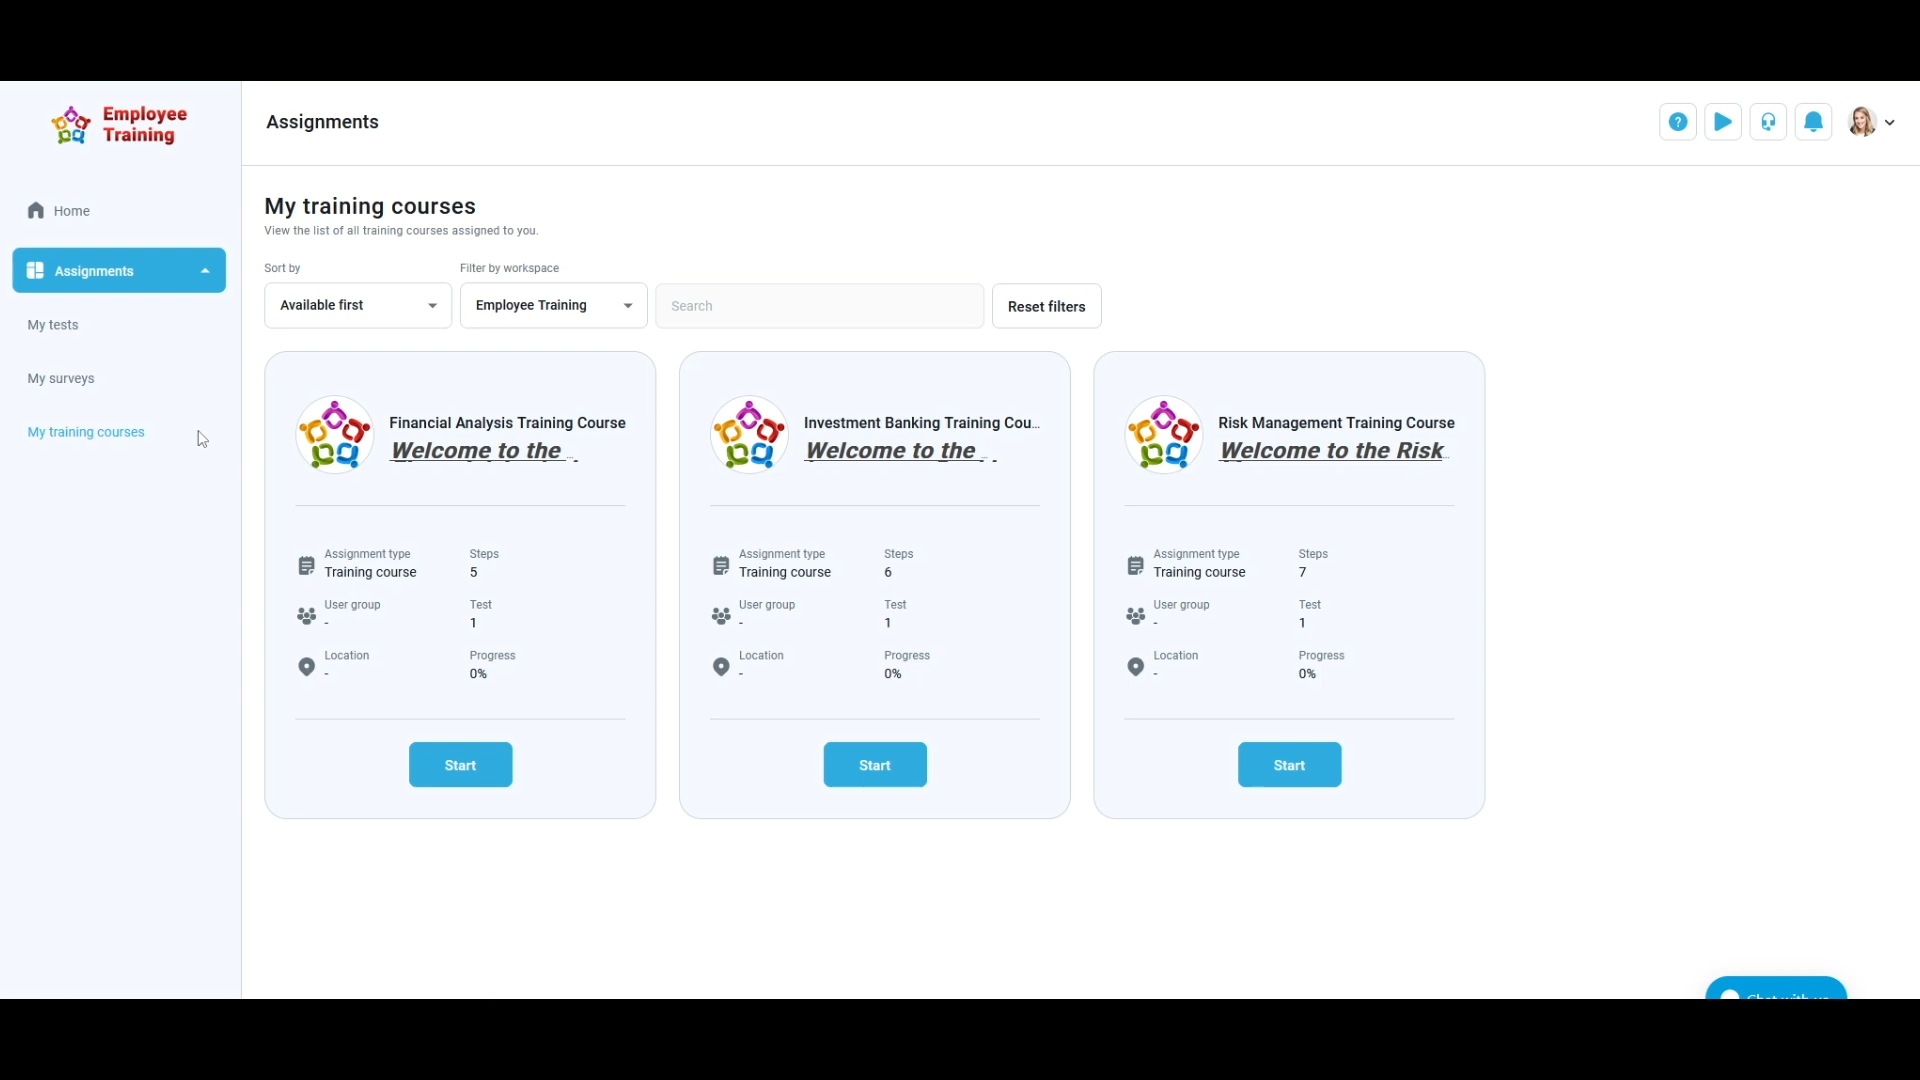 Employee
Training
Assignments
Home
Assignments
My tests
My surveys
My training courses
My training courses
View the list of all training courses assigned to you.
Sort by
Filter by workspace
Available first
Employee Training
Search
Reset filters
Financial Analysis Training Course
Welcome to the ...
Assignment type
Training course
Steps
5
User group
-
Test
1
Location
-
Progress
0%
Start
Investment Banking Training Cou...
Welcome to the ...
Assignment type
Training course
Steps
6
User group
-
Test
1
Location
-
Progress
0%
Start
Risk Management Training Course
Welcome to the Risk...
Assignment type
Training course
Steps
7
User group
-
Test
1
Location
-
Progress
0%
Start
Chat with us